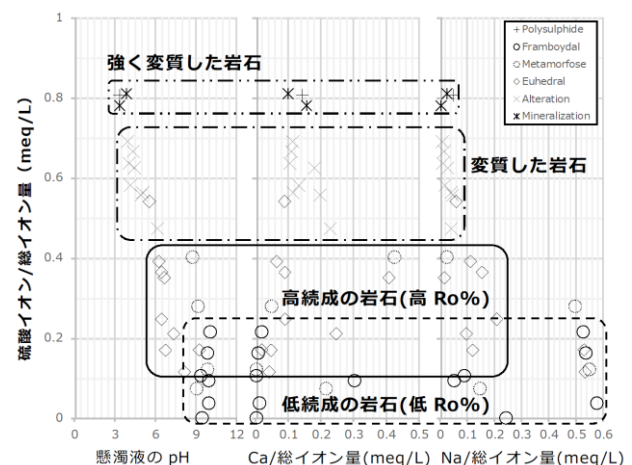 硫酸イオン/総イオン量 (meq/L)
1
0.8
0.6
0.4
0.2
0
強く変質した岩石
変質した岩石
高続成の岩石(高 Ro%)
低続成の岩石(低 Ro%)
Polysulphide
Framboydal
Metamorfose
Euhedral
Alteration
Mineralization
0 3 6 9 12
懸濁液の pH
0 0.1 0.2 0.3 0.4 0.5
Ca/総イオン量(meq/L)
0 0.1 0.2 0.3 0.4 0.5 0.6
Na/総イオン量(meq/L)